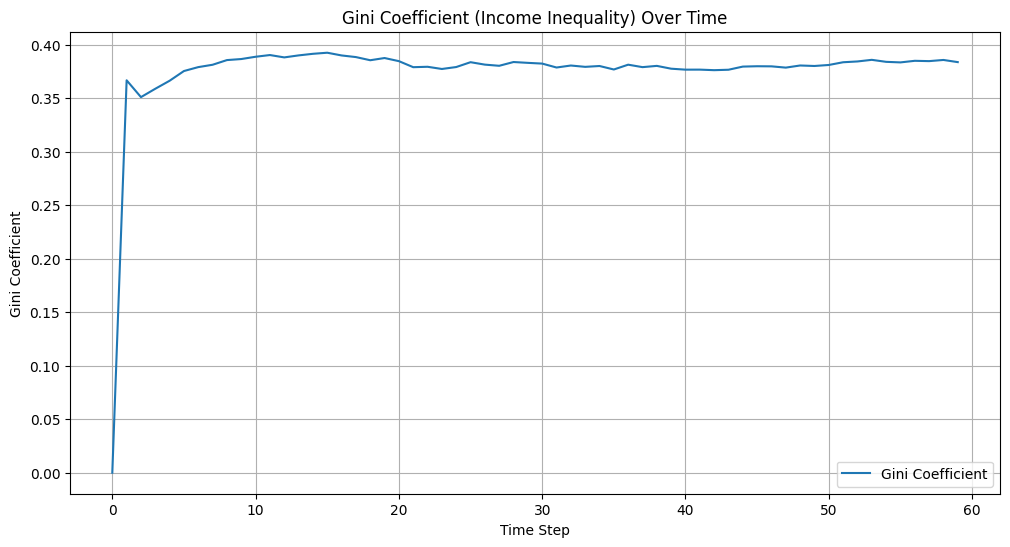 Gini Coefficient (Income Inequality) Over Time
Gini Coefficient
0.40
0.35
0.30
0.25
0.20
0.15
0.10
0.05
0.00
Gini Coefficient
0 10 20 30 40 50 60
Time Step